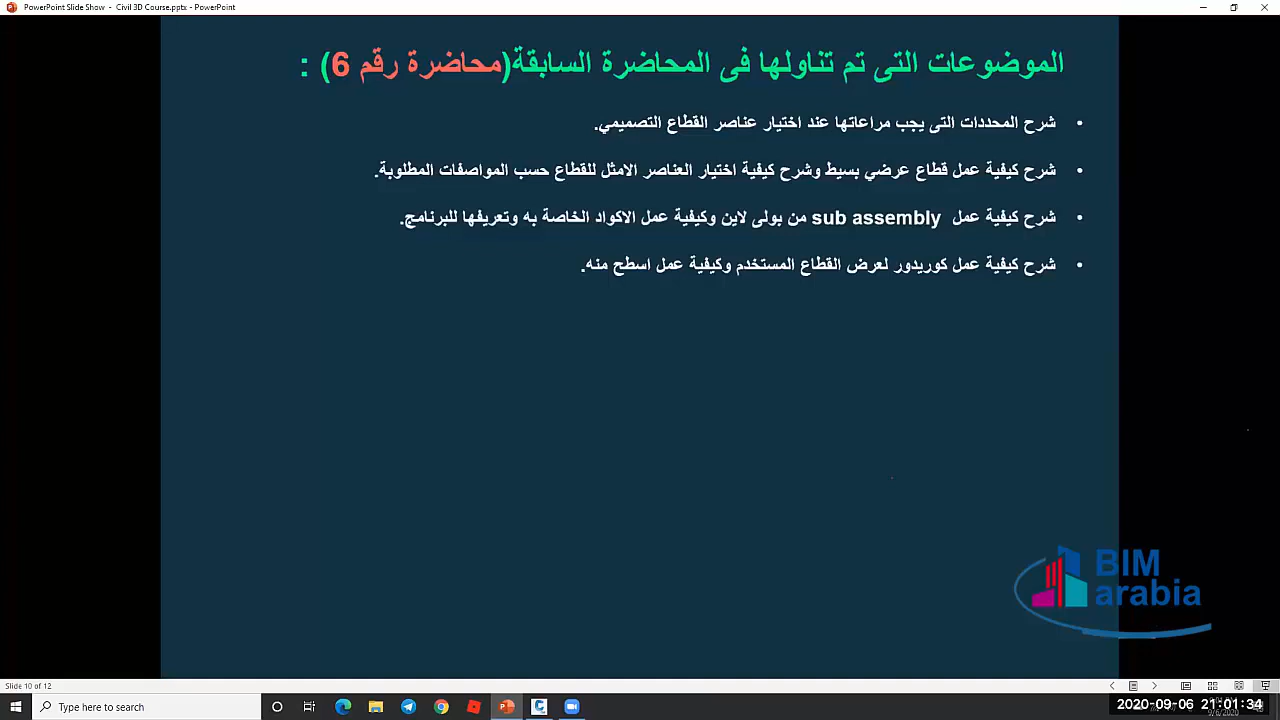 PowerPoint Slide Show - Civil 3D Course.pptx - PowerPoint
الموضوعات التى تم تناولها فى المحاضرة السابقة(محاضرة رقم 6) :
• شرح المحددات التى يجب مراعاتها عند اختيار عناصر القطاع التصميمي.
• شرح كيفية عمل قطاع عرضي بسيط وشرح كيفية اختيار العناصر الامثل للقطاع حسب المواصفات المطلوبة.
• شرح كيفية عمل sub assembly من بولى لاين وكيفية عمل الاكواد الخاصة به وتعريفها للبرنامج.
• شرح كيفية عمل كوريدور لعرض القطاع المستخدم وكيفية عمل اسطح منه.
BIM
arabia
Slide 10 of 12
Type here to search
2020-09-06 21:01:34
9/6/2020